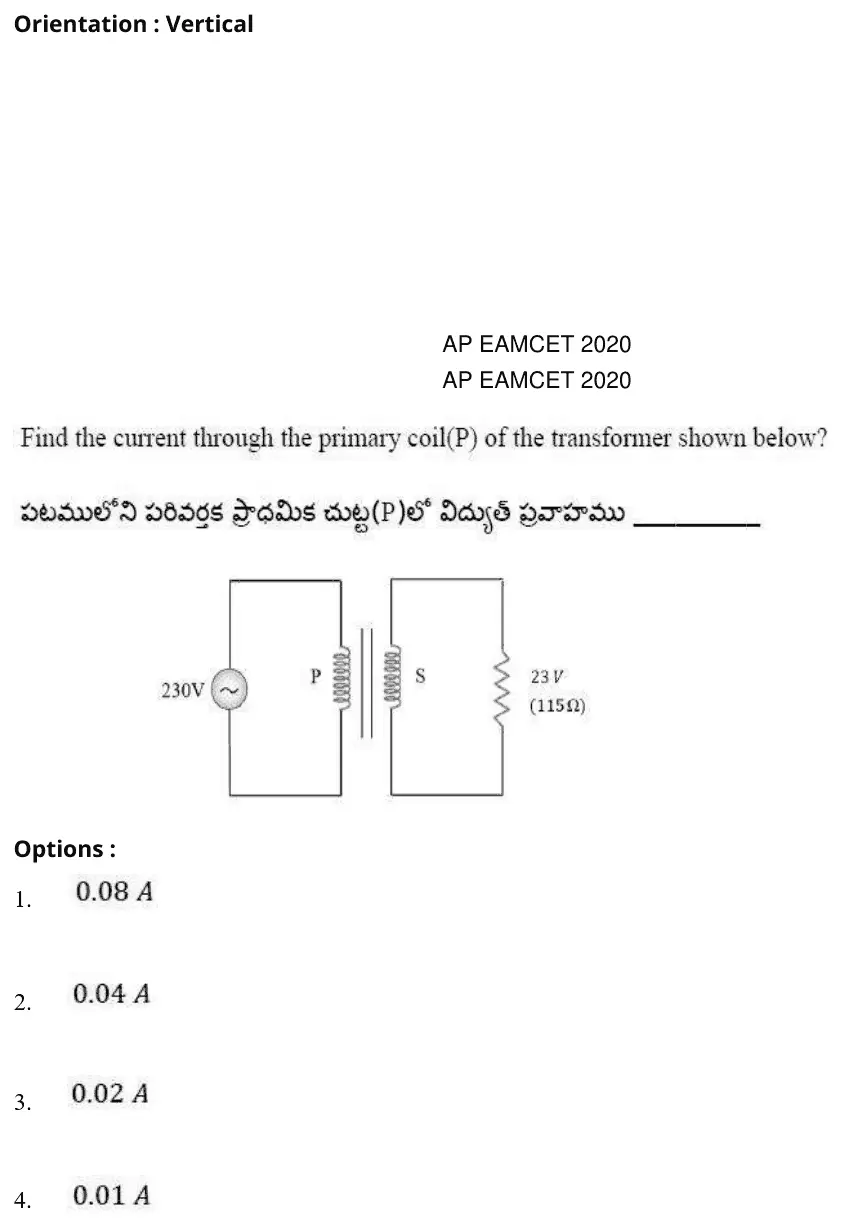 Orientation : Vertical
AP EAMCET 2020
AP EAMCET 2020
Find the current through the primary coil(P) of the transformer shown below?
పటములోని పరివర్తక ప్రాధమిక చుట్ట(P)లో విద్యుత్ ప్రవాహము __________
230V
P
S
23 V
(115Ω)
Options :
1. 0.08 A
2. 0.04 A
3. 0.02 A
4. 0.01 A